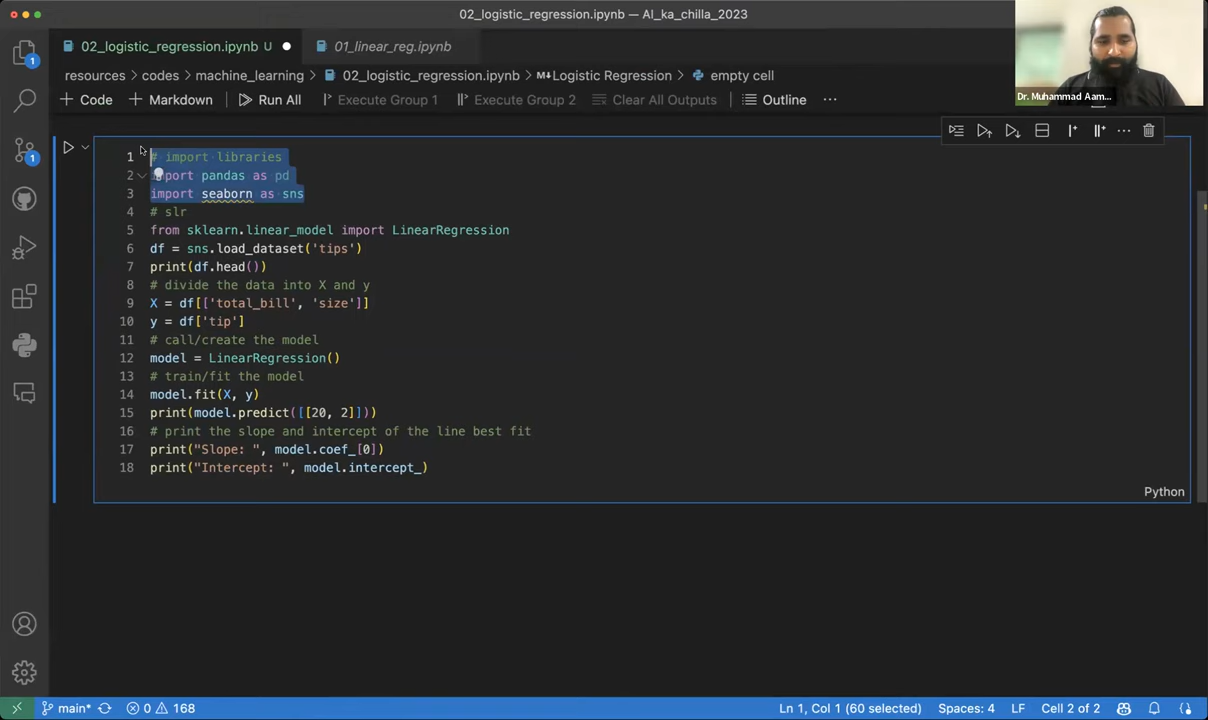 02_logistic_regression.ipynb — AI_ka_chilla_2023
02_logistic_regression.ipynb U
01_linear_reg.ipynb
resources > codes > machine_learning > 02_logistic_regression.ipynb > M↓Logistic Regression > empty cell
+ Code + Markdown Run All Execute Group 1 Execute Group 2 Clear All Outputs Outline ...
Dr. Muhammad Aam...
1 # import libraries
2 import pandas as pd
3 import seaborn as sns
4 # slr
5 from sklearn.linear_model import LinearRegression
6 df = sns.load_dataset('tips')
7 print(df.head())
8 # divide the data into X and y
9 X = df[['total_bill', 'size']]
10 y = df['tip']
11 # call/create the model
12 model = LinearRegression()
13 # train/fit the model
14 model.fit(X, y)
15 print(model.predict([[20, 2]]))
16 # print the slope and intercept of the line best fit
17 print("Slope: ", model.coef_[0])
18 print("Intercept: ", model.intercept_)
Python
1
1
main* 0 168 Ln 1, Col 1 (60 selected) Spaces: 4 LF Cell 2 of 2